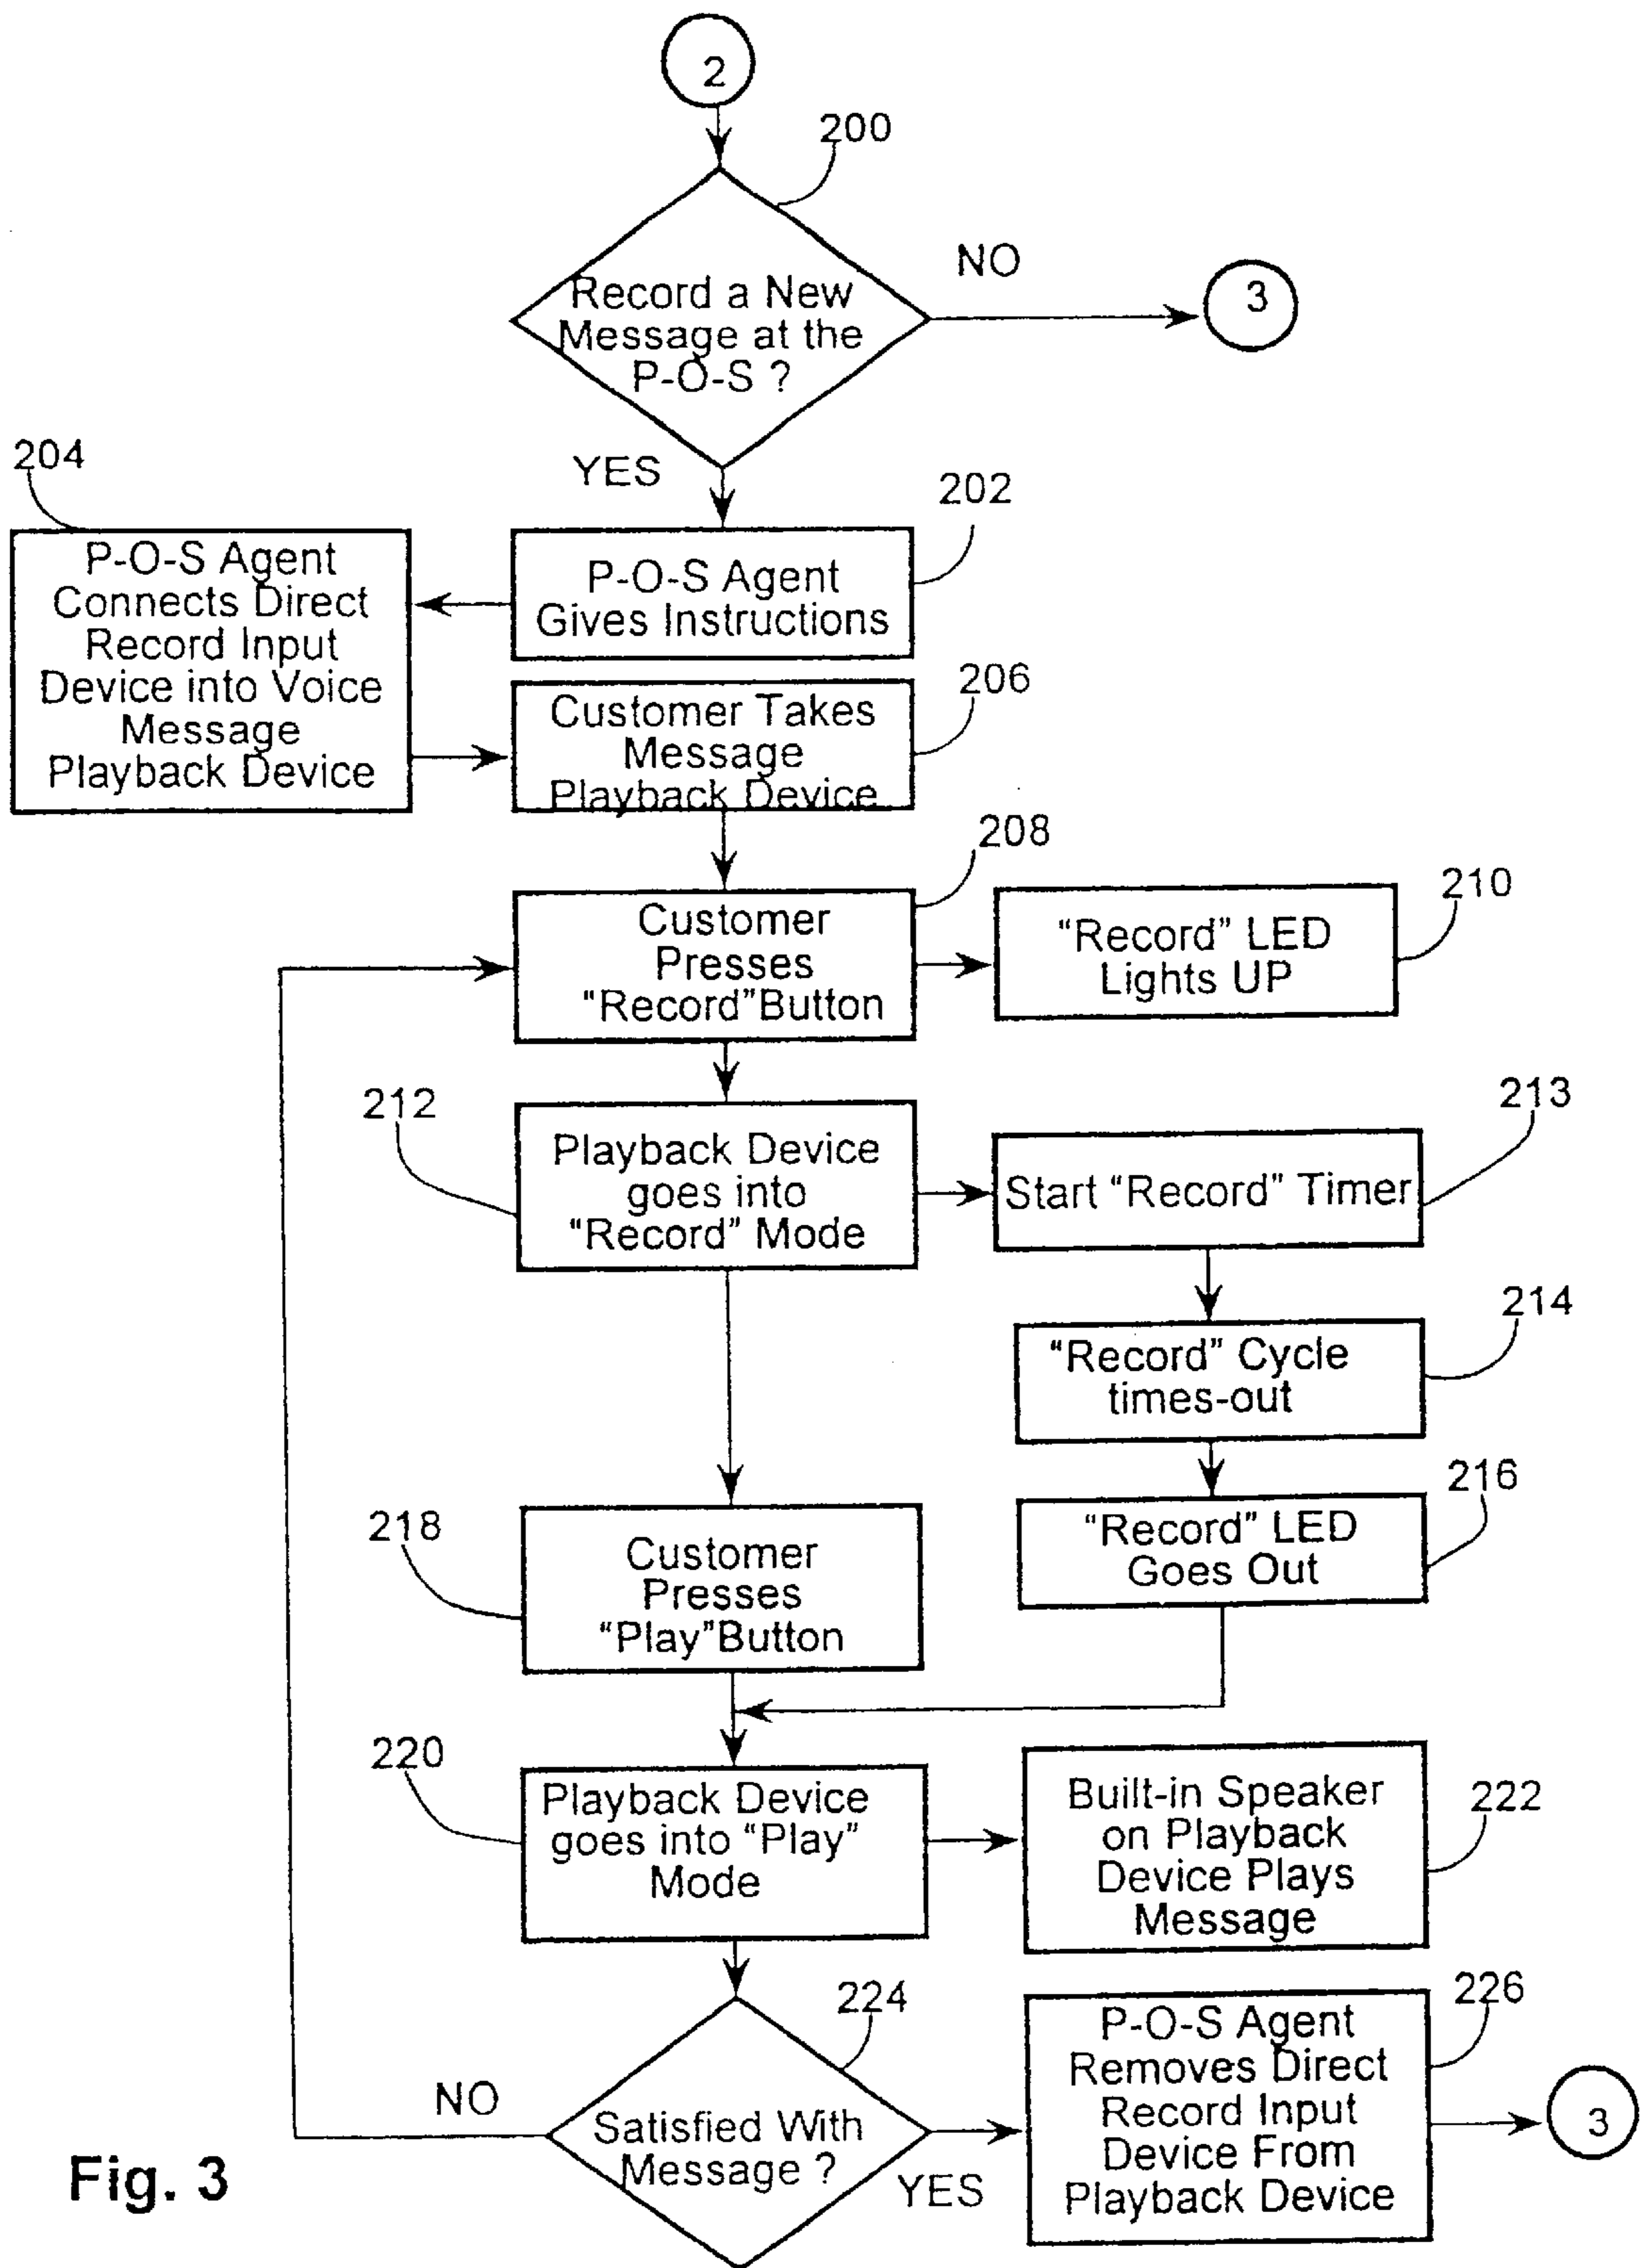 2
200
Record a New
Message at the
P-O-S ?
NO
3
YES
204
P-O-S Agent
Connects Direct
Record Input
Device into Voice
Message
Playback Device
202
P-O-S Agent
Gives Instructions
206
Customer Takes
Message
Playback Device
208
Customer
Presses
“Record”Button
210
“Record” LED
Lights UP
212
Playback Device
goes into
“Record” Mode
213
Start “Record” Timer
214
“Record” Cycle
times-out
216
“Record” LED
Goes Out
218
Customer
Presses
“Play”Button
220
Playback Device
goes into “Play”
Mode
222
Built-in Speaker
on Playback
Device Plays
Message
224
Satisfied With
Message ?
NO
YES
226
P-O-S Agent
Removes Direct
Record Input
Device From
Playback Device
3
Fig. 3